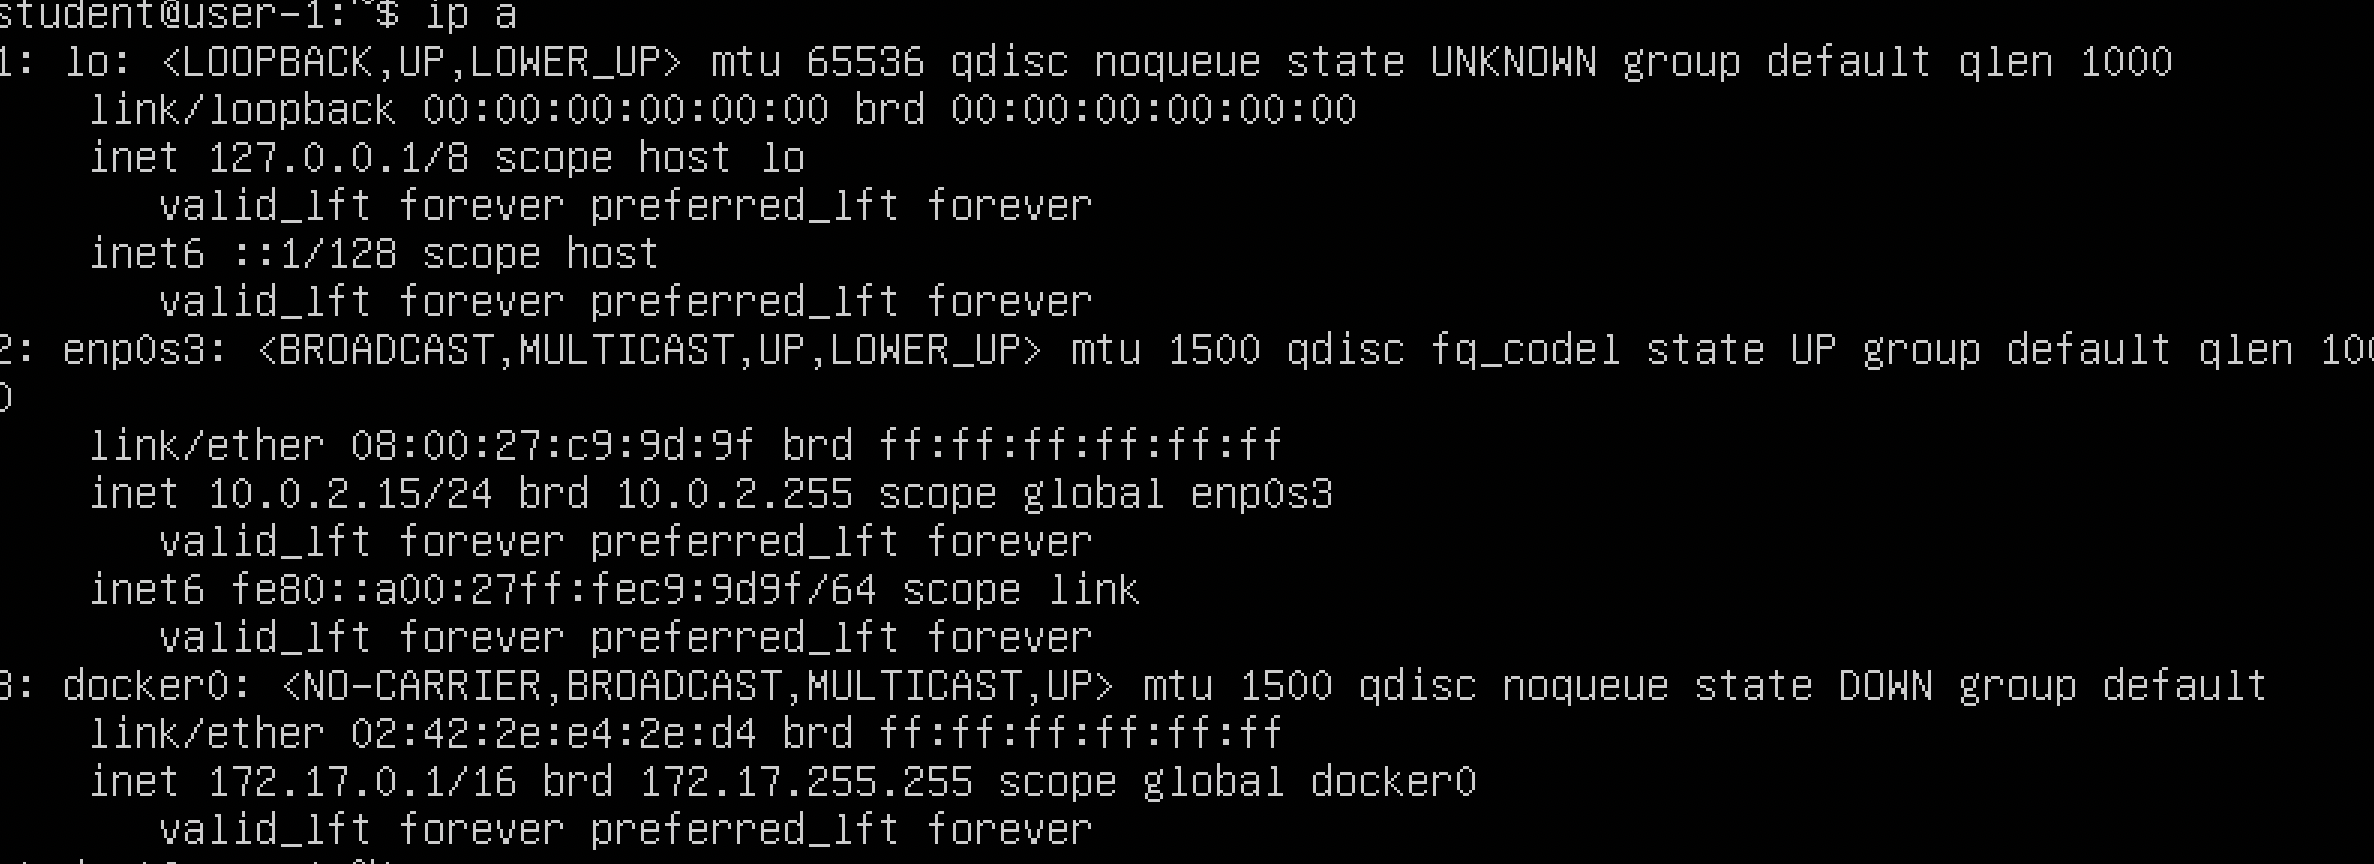 student@user-1:~$ ip a
1: lo: <LOOPBACK,UP,LOWER_UP> mtu 65536 qdisc noqueue state UNKNOWN group default qlen 1000
link/loopback 00:00:00:00:00:00 brd 00:00:00:00:00:00
inet 127.0.0.1/8 scope host lo
valid_lft forever preferred_lft forever
inet6 ::1/128 scope host
valid_lft forever preferred_lft forever
2: enp0s3: <BROADCAST,MULTICAST,UP,LOWER_UP> mtu 1500 qdisc fq_codel state UP group default qlen 100
0
link/ether 08:00:27:c9:9d:9f brd ff:ff:ff:ff:ff:ff
inet 10.0.2.15/24 brd 10.0.2.255 scope global enp0s3
valid_lft forever preferred_lft forever
inet6 fe80::a00:27ff:fec9:9d9f/64 scope link
valid_lft forever preferred_lft forever
3: docker0: <NO-CARRIER,BROADCAST,MULTICAST,UP> mtu 1500 qdisc noqueue state DOWN group default
link/ether 02:42:2e:e4:2e:d4 brd ff:ff:ff:ff:ff:ff
inet 172.17.0.1/16 brd 172.17.255.255 scope global docker0
valid_lft forever preferred_lft forever